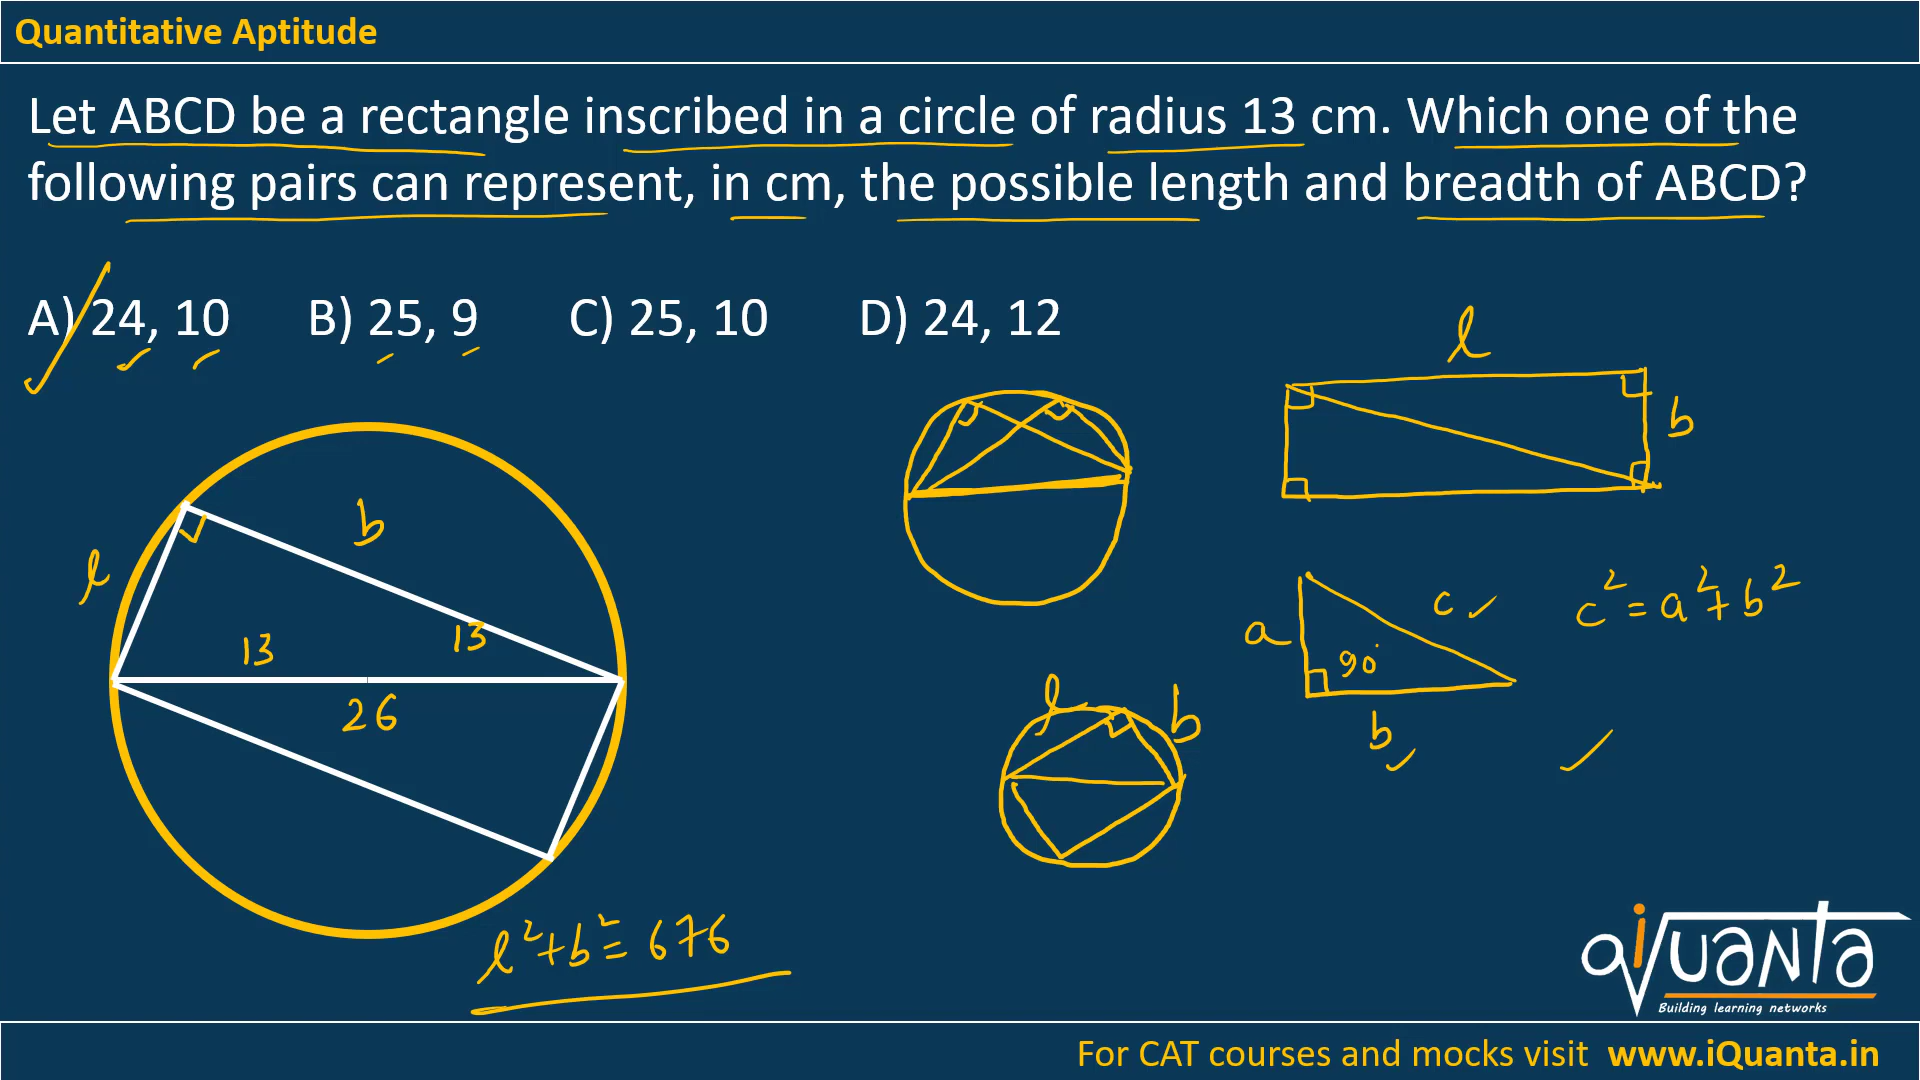 Quantitative Aptitude
Let ABCD be a rectangle inscribed in a circle of radius 13 cm. Which one of the
following pairs can represent, in cm, the possible length and breadth of ABCD?
A) 24, 10 B) 25, 9 C) 25, 10 D) 24, 12
l
b
b
l
13 13
26
c
c² = a² + b²
a
90°
b
l b
l² + b² = 676
iQuanta
Building learning networks
For CAT courses and mocks visit www.iQuanta.in